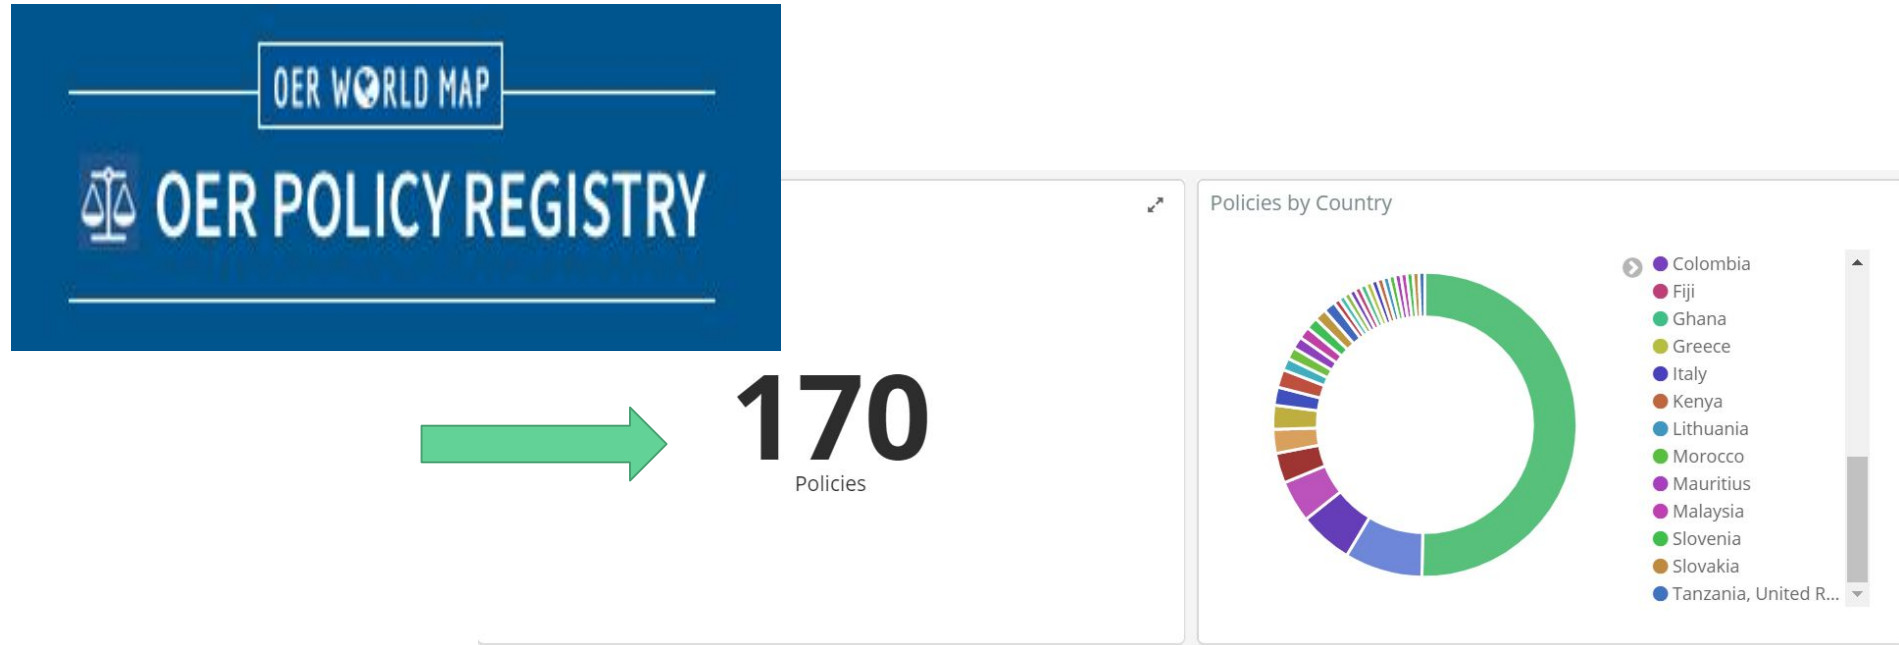 OER WORLD MAP
OER POLICY REGISTRY
170
Policies
Policies by Country
Colombia
Fiji
Ghana
Greece
Italy
Kenya
Lithuania
Morocco
Mauritius
Malaysia
Slovenia
Slovakia
Tanzania, United R...